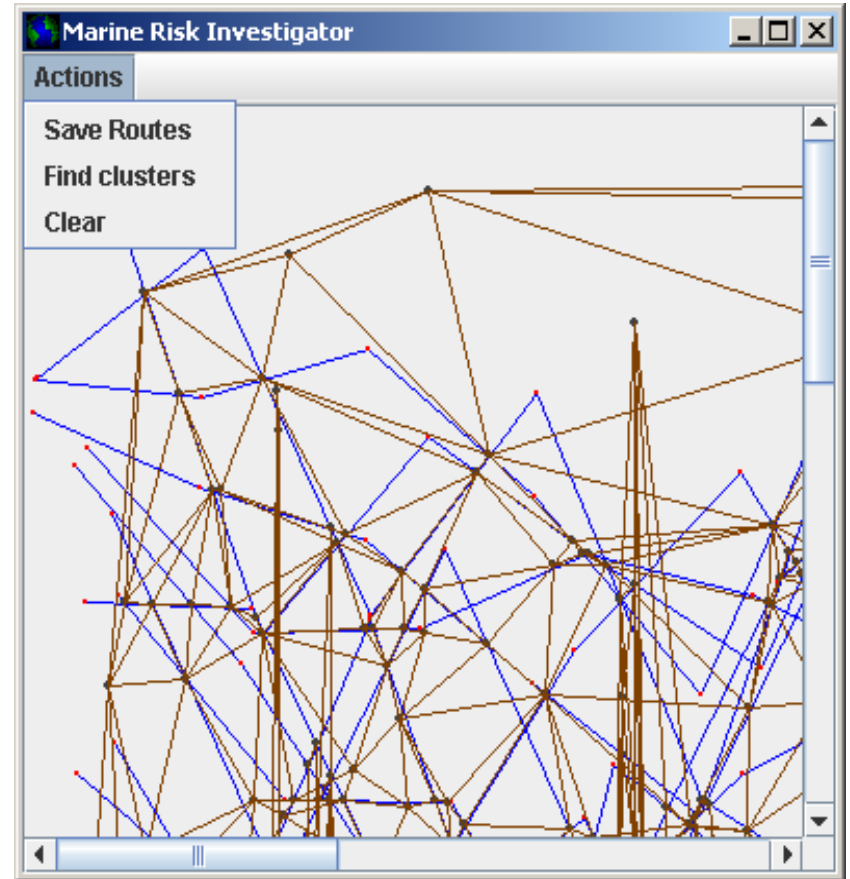 Marine Risk Investigator
Actions
Save Routes
Find clusters
Clear